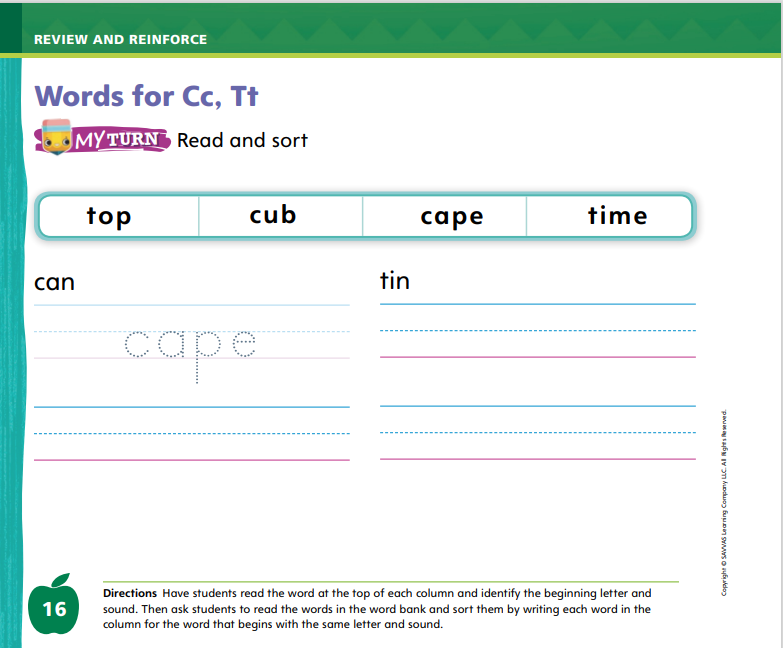 REVIEW AND REINFORCE
Words for Cc, Tt
MY TURN Read and sort
top cub cape time
can tin
cape
16
Directions Have students read the word at the top of each column and identify the beginning letter and
sound. Then ask students to read the words in the word bank and sort them by writing each word in the
column for the word that begins with the same letter and sound.
Copyright © SAVVAS Learning Company LLC. All Rights Reserved.